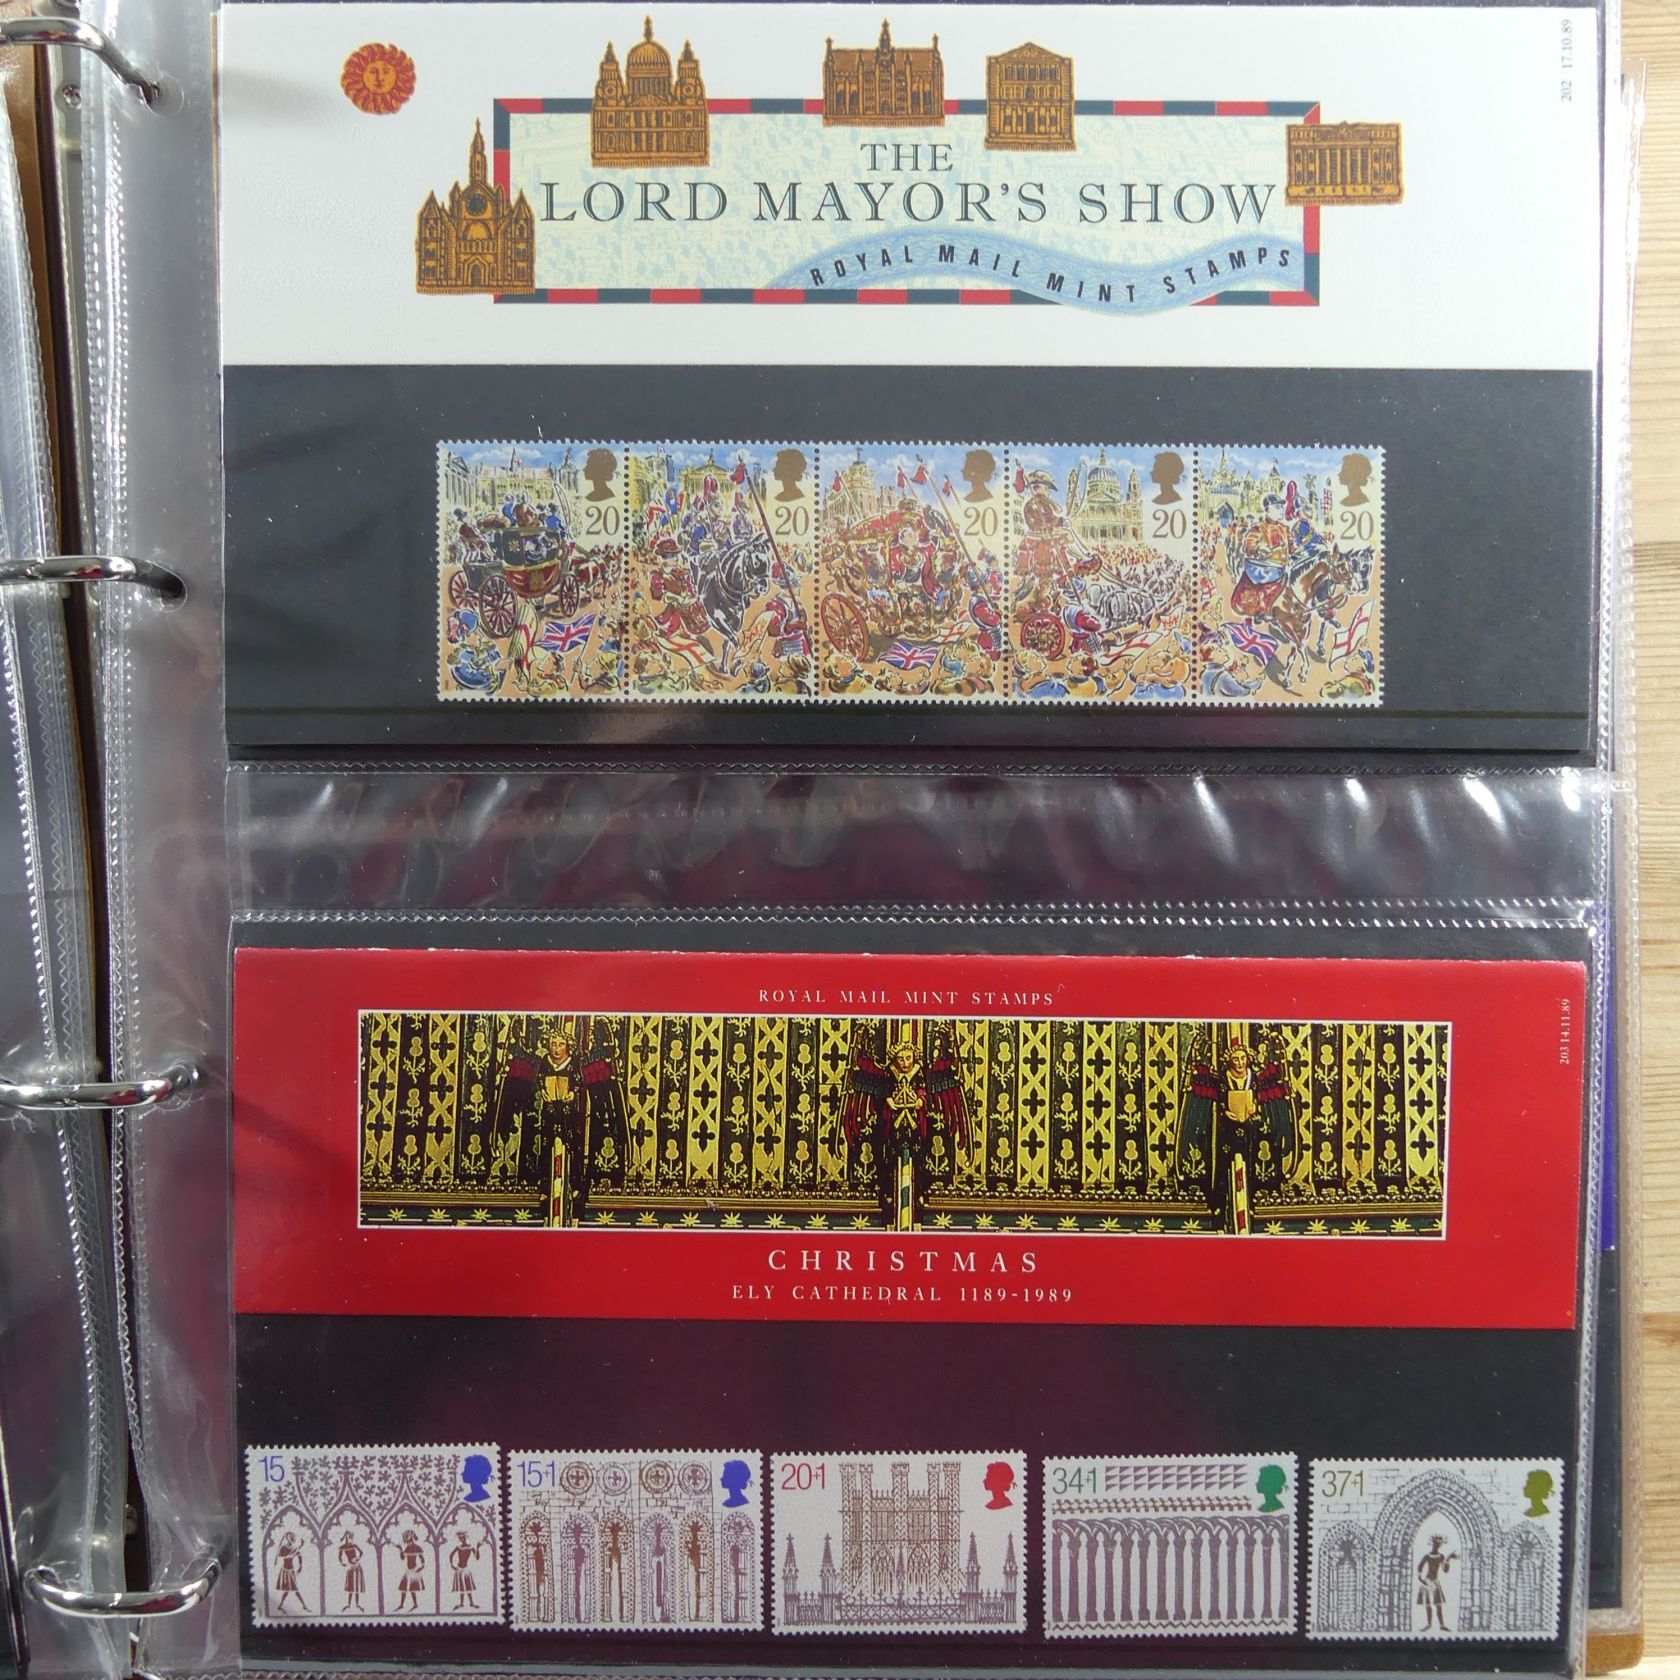 202 17.10.89
THE
LORD MAYOR'S SHOW
ROYAL MAIL MINT STAMPS
20 20 20 20 20
ROYAL MAIL MINT STAMPS
203 14.11.89
CHRISTMAS
ELY CATHEDRAL 1189-1989
15 15+1 20+1 34+1 37+1